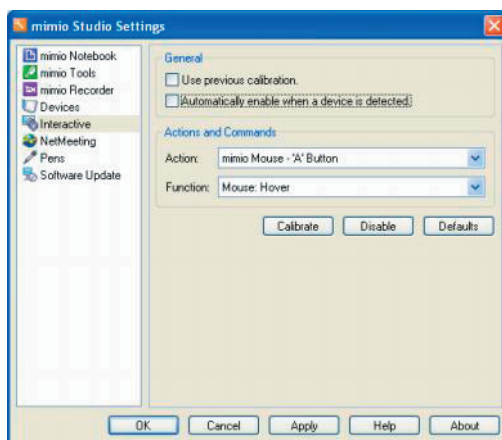 mimio Studio Settings
mimio Notebook
mimio Tools
mimio Recorder
Devices
Interactive
NetMeeting
Pens
Software Update
General
Use previous calibration.
Automatically enable when a device is detected.
Actions and Commands
Action: mimio Mouse - 'A' Button
Function: Mouse: Hover
Calibrate Disable Defaults
OK Cancel Apply Help About